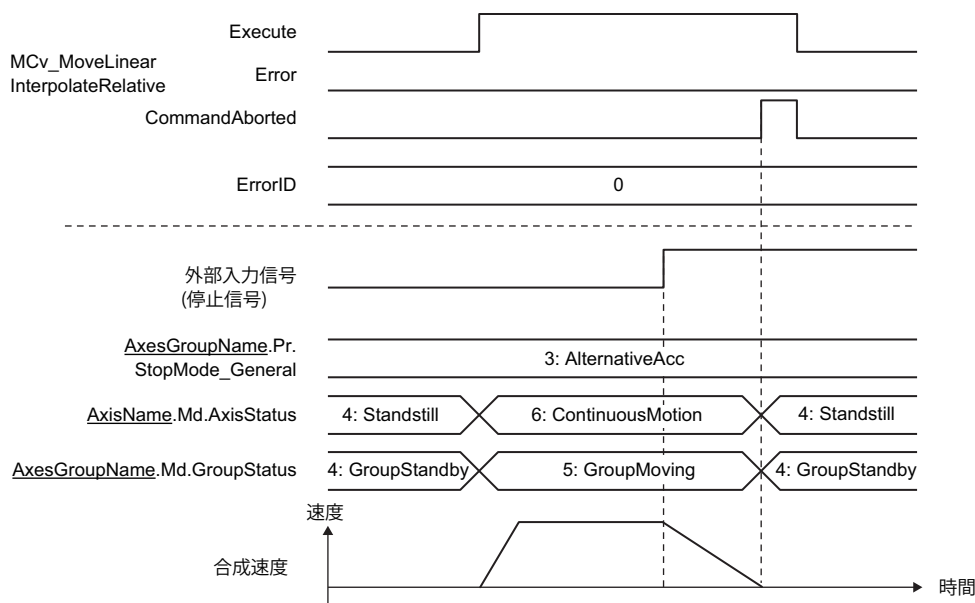 Execute
MCv_MoveLinear
InterpolateRelative
Error
CommandAborted
ErrorID
0
外部入力信号
(停止信号)
AxesGroupName.Pr.
StopMode_General
3: AlternativeAcc
AxisName.Md.AxisStatus
4: Standstill
6: ContinuousMotion
4: Standstill
AxesGroupName.Md.GroupStatus
4: GroupStandby
5: GroupMoving
4: GroupStandby
速度
合成速度
時間